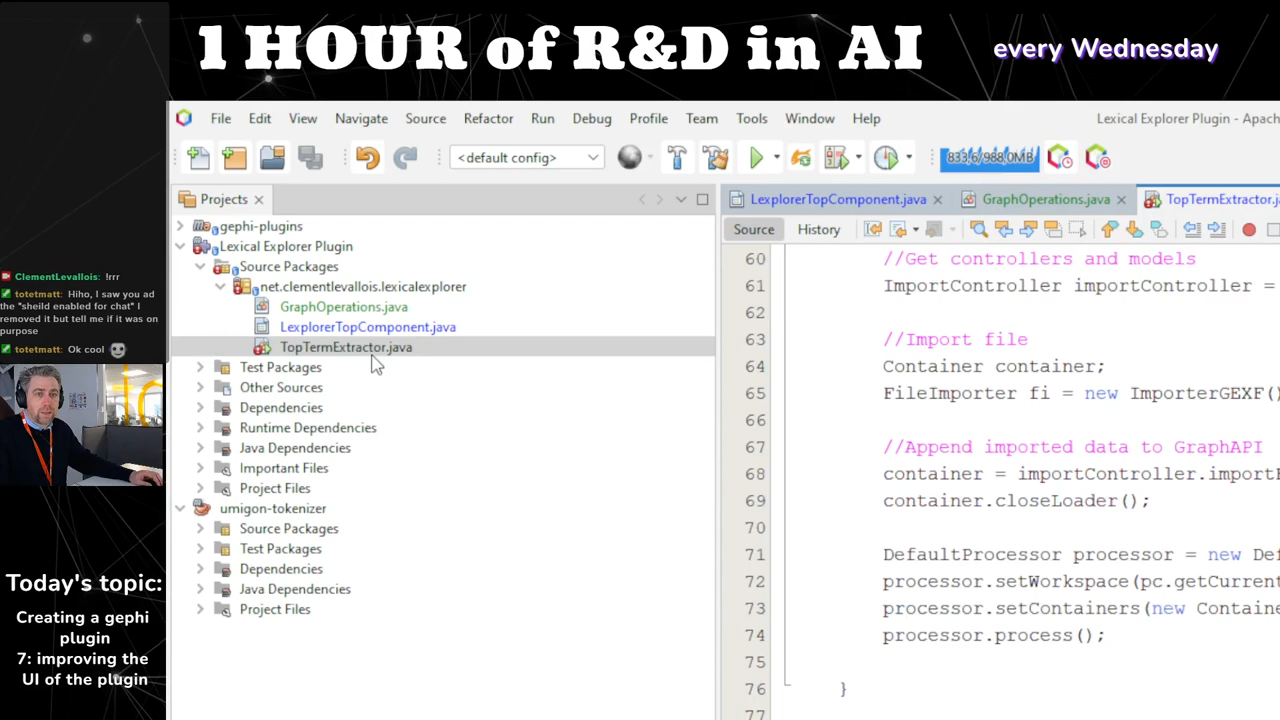 1 HOUR of R&D in AI
every Wednesday
File Edit View Navigate Source Refactor Run Debug Profile Team Tools Window Help
Lexical Explorer Plugin - Apac
<default config>
833,6/988,0MB
Projects
LexplorerTopComponent.java
GraphOperations.java
TopTermExtractor.ja
Source
History
gephi-plugins
Lexical Explorer Plugin
Source Packages
net.clementlevallois.lexicalexplorer
GraphOperations.java
LexplorerTopComponent.java
TopTermExtractor.java
Test Packages
Other Sources
Dependencies
Runtime Dependencies
Java Dependencies
Important Files
Project Files
umigon-tokenizer
Source Packages
Test Packages
Dependencies
Java Dependencies
Project Files
60 //Get controllers and models
61 ImportController importController =
62
63 //Import file
64 Container container;
65 FileImporter fi = new ImporterGEXF()
66
67 //Append imported data to GraphAPI
68 container = importController.importF
69 container.closeLoader();
70
71 DefaultProcessor processor = new Def
72 processor.setWorkspace(pc.getCurrent
73 processor.setContainers(new Containe
74 processor.process();
75
76 }
77
ClementLevallois: !rrr
totetmatt: Hiho, I saw you ad
the "sheild enabled for chat" I
removed it but tell me if it was on
purpose
totetmatt: Ok cool
Today's topic:
Creating a gephi
plugin
7: improving the
UI of the plugin